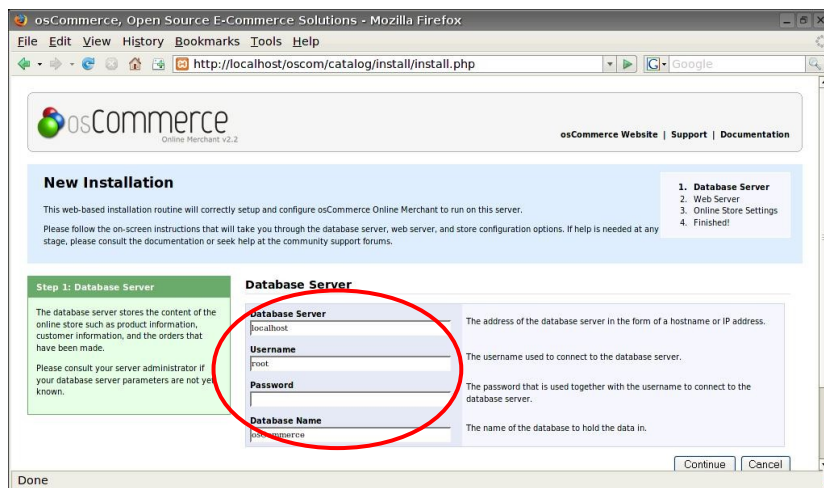 osCommerce, Open Source E-Commerce Solutions - Mozilla Firefox
File Edit View History Bookmarks Tools Help
http://localhost/oscom/catalog/install/install.php
G Google
osCommerce
Online Merchant v2.2
osCommerce Website | Support | Documentation
New Installation
This web-based installation routine will correctly setup and configure osCommerce Online Merchant to run on this server.
Please follow the on-screen instructions that will take you through the database server, web server, and store configuration options. If help is needed at any
stage, please consult the documentation or seek help at the community support forums.
1. Database Server
2. Web Server
3. Online Store Settings
4. Finished!
Step 1: Database Server
The database server stores the content of the
online store such as product information,
customer information, and the orders that
have been made.
Please consult your server administrator if
your database server parameters are not yet
known.
Database Server
Database Server
localhost
The address of the database server in the form of a hostname or IP address.
Username
root
The username used to connect to the database server.
Password
The password that is used together with the username to connect to the
database server.
Database Name
oscommerce
The name of the database to hold the data in.
Continue Cancel
Done